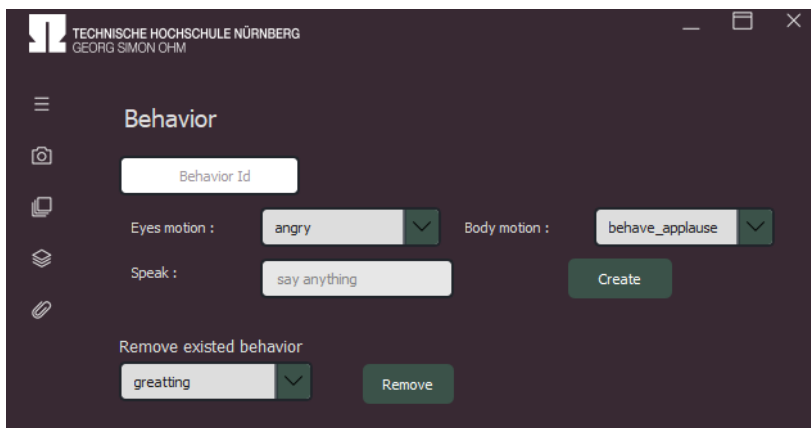 TECHNISCHE HOCHSCHULE NÜRNBERG
GEORG SIMON OHM
Behavior
Behavior Id
Eyes motion : angry Body motion : behave_applause
Speak : say anything Create
Remove existed behavior
greatting Remove